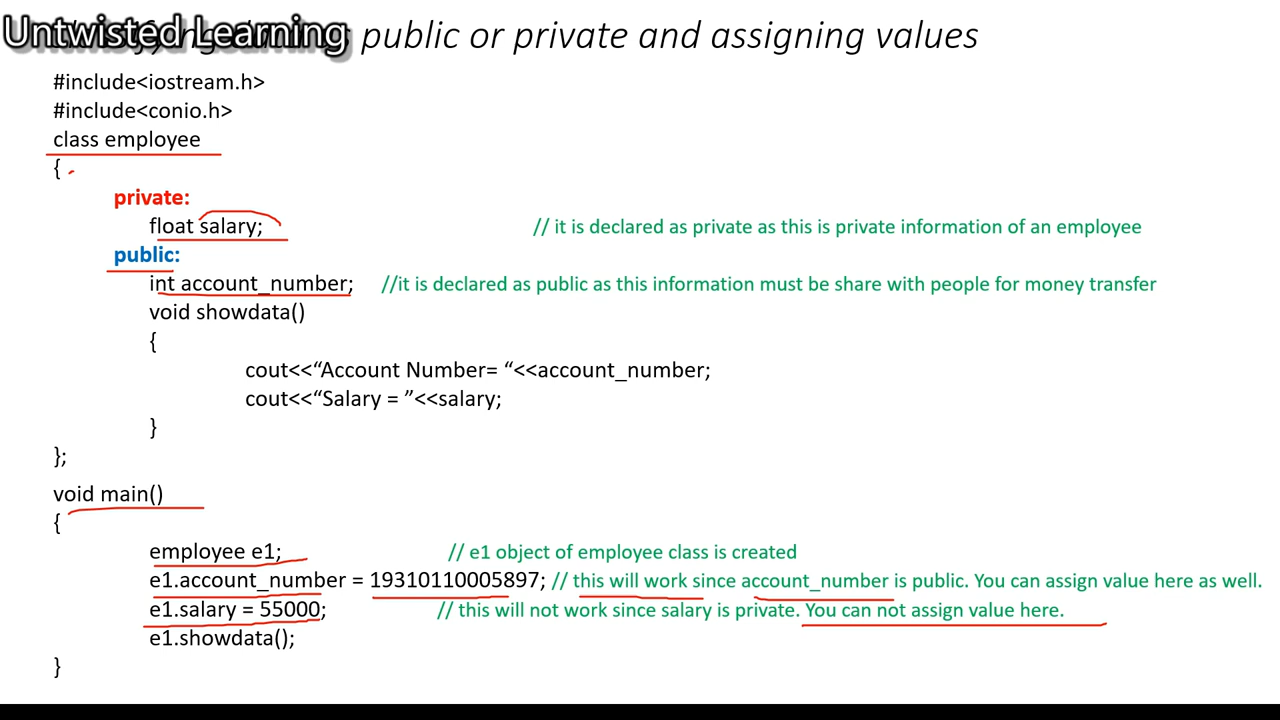 Untwisted Learning public or private and assigning values
#include<iostream.h>
#include<conio.h>
class employee
{
private:
float salary; // it is declared as private as this is private information of an employee
public:
int account_number; //it is declared as public as this information must be share with people for money transfer
void showdata()
{
cout<<“Account Number= “<<account_number;
cout<<“Salary = ”<<salary;
}
};
void main()
{
employee e1; // e1 object of employee class is created
e1.account_number = 19310110005897; // this will work since account_number is public. You can assign value here as well.
e1.salary = 55000; // this will not work since salary is private. You can not assign value here.
e1.showdata();
}